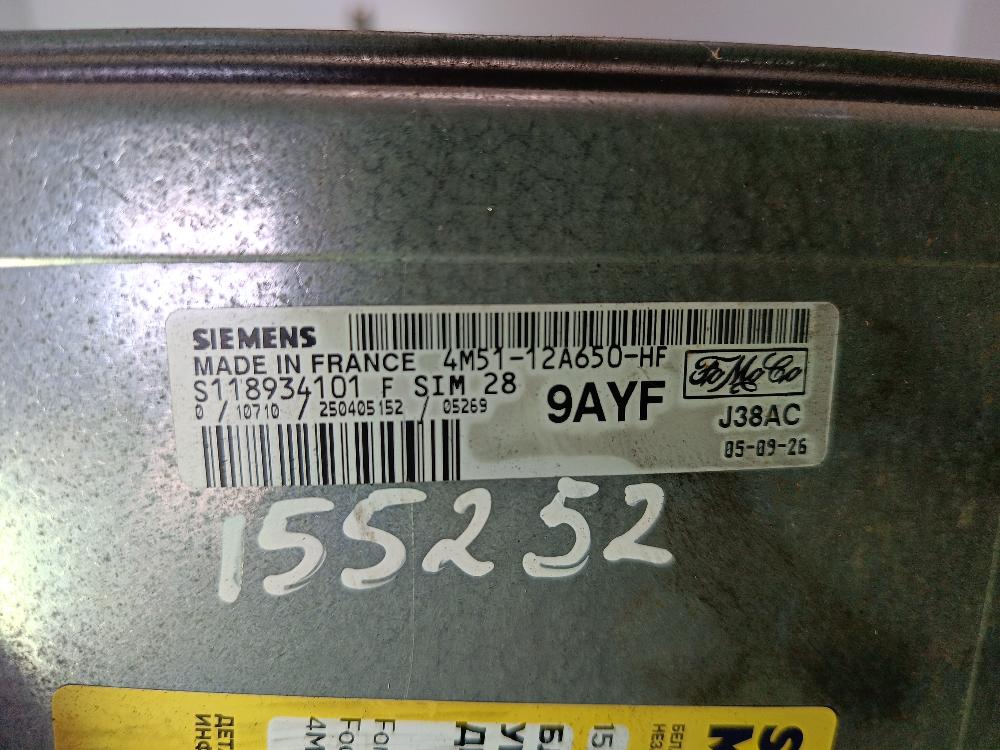 SIEMENS
MADE IN FRANCE 4M51-12A650-HF
S118934101 F SIM 28
0 / 10710 / 250405152 / 05269
9AYF
FoMoCo
J38AC
05-09-26
155252